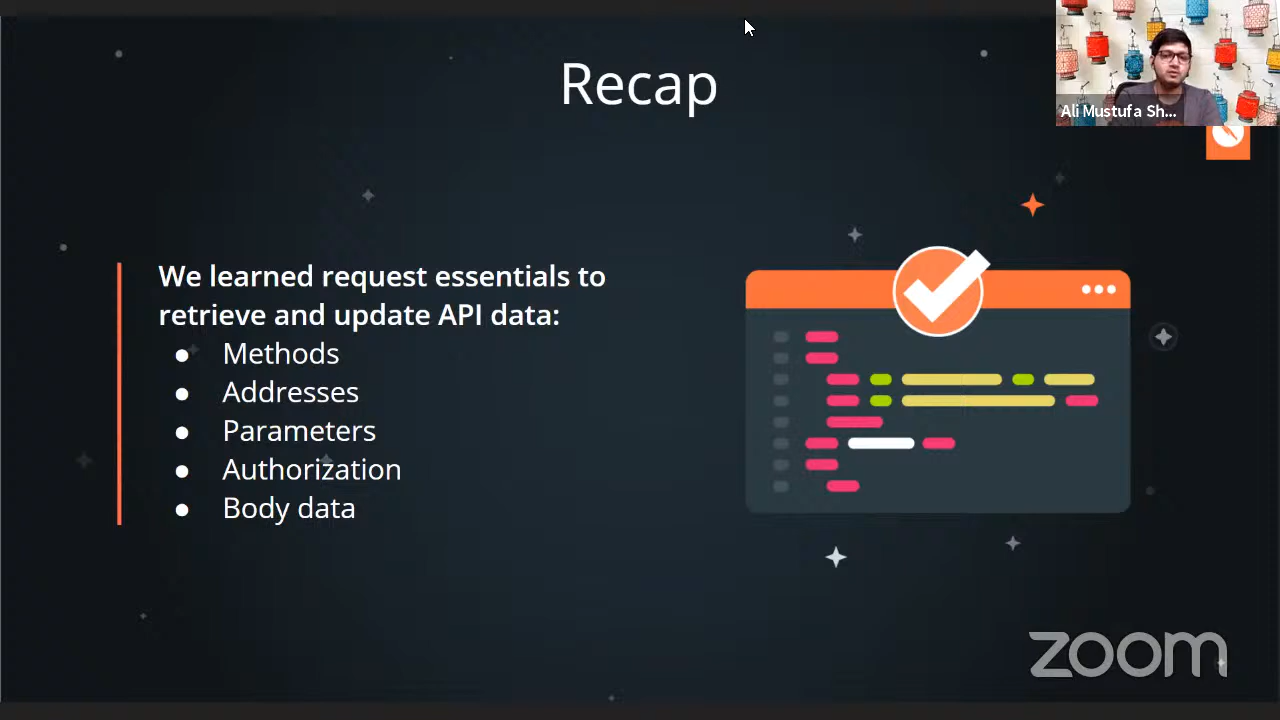 Recap
Ali Mustufa Sh...
We learned request essentials to
retrieve and update API data:
● Methods
● Addresses
● Parameters
● Authorization
● Body data
zoom